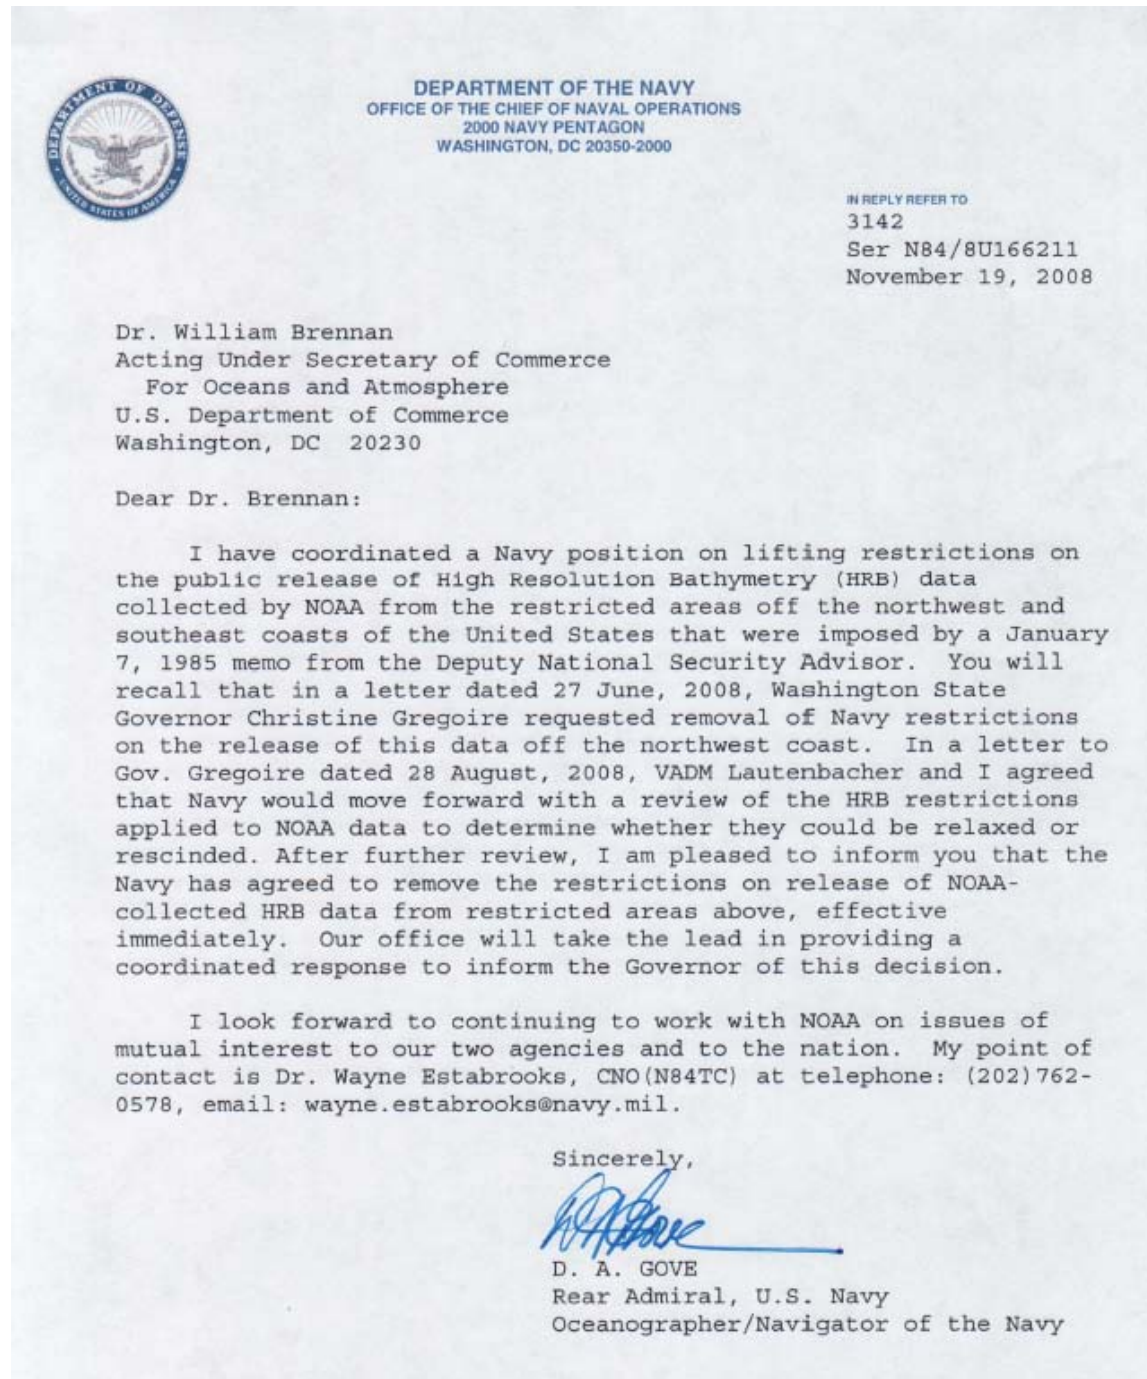 DEPARTMENT OF DEFENSE
UNITED STATES OF AMERICA
DEPARTMENT OF THE NAVY
OFFICE OF THE CHIEF OF NAVAL OPERATIONS
2000 NAVY PENTAGON
WASHINGTON, DC 20350-2000
IN REPLY REFER TO
3142
Ser N84/8U166211
November 19, 2008
Dr. William Brennan
Acting Under Secretary of Commerce
For Oceans and Atmosphere
U.S. Department of Commerce
Washington, DC 20230
Dear Dr. Brennan:
I have coordinated a Navy position on lifting restrictions on
the public release of High Resolution Bathymetry (HRB) data
collected by NOAA from the restricted areas off the northwest and
southeast coasts of the United States that were imposed by a January
7, 1985 memo from the Deputy National Security Advisor. You will
recall that in a letter dated 27 June, 2008, Washington State
Governor Christine Gregoire requested removal of Navy restrictions
on the release of this data off the northwest coast. In a letter to
Gov. Gregoire dated 28 August, 2008, VADM Lautenbacher and I agreed
that Navy would move forward with a review of the HRB restrictions
applied to NOAA data to determine whether they could be relaxed or
rescinded. After further review, I am pleased to inform you that the
Navy has agreed to remove the restrictions on release of NOAA-
collected HRB data from restricted areas above, effective
immediately. Our office will take the lead in providing a
coordinated response to inform the Governor of this decision.
I look forward to continuing to work with NOAA on issues of
mutual interest to our two agencies and to the nation. My point of
contact is Dr. Wayne Estabrooks, CNO(N84TC) at telephone: (202)762-
0578, email: wayne.estabrooks@navy.mil.
Sincerely,
D A Gove
D. A. GOVE
Rear Admiral, U.S. Navy
Oceanographer/Navigator of the Navy